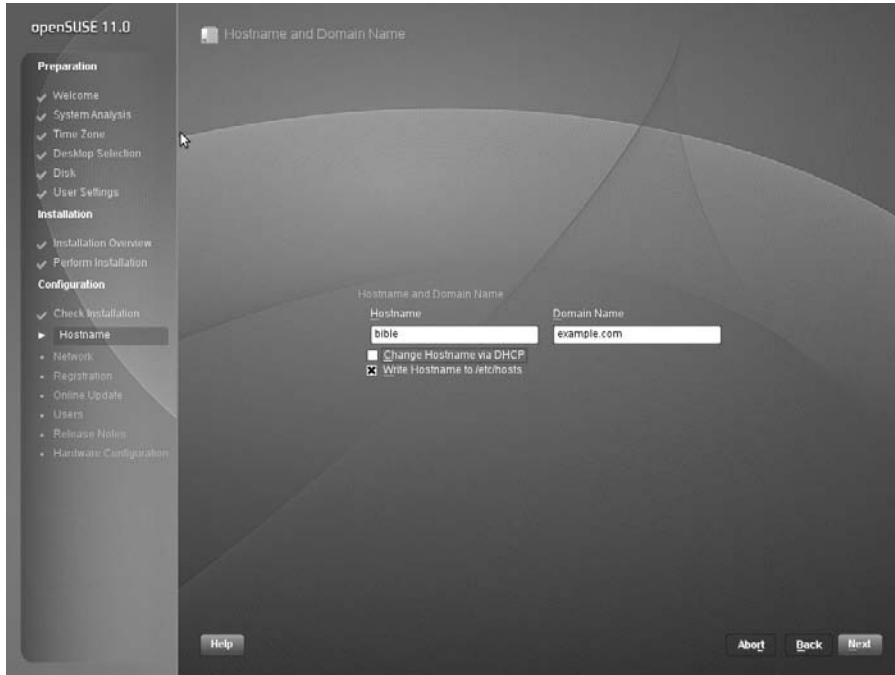 openSUSE 11.0
Preparation
Welcome
System Analysis
Time Zone
Desktop Selection
Disk
User Settings
Installation
Installation Overview
Perform Installation
Configuration
Check Installation
Hostname
Network
Registration
Online Update
Users
Release Notes
Hardware Configuration
Hostname and Domain Name
Hostname and Domain Name
Hostname Domain Name
bible example.com
Change Hostname via DHCP
Write Hostname to /etc/hosts
Help Abort Back Next